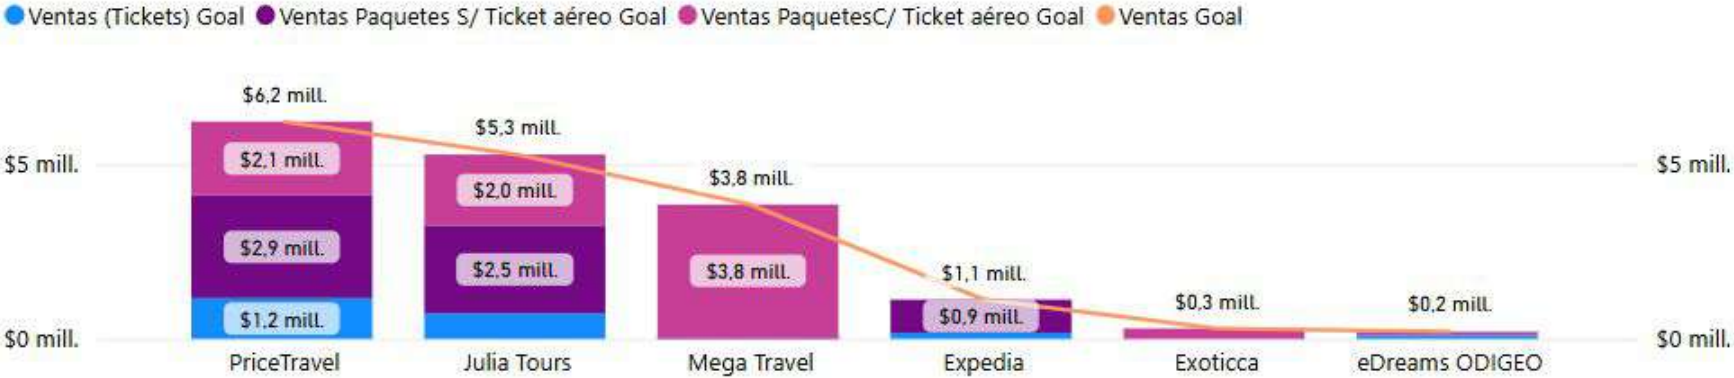 Ventas (Tickets) Goal Ventas Paquetes S/ Ticket aéreo Goal Ventas PaquetesC/ Ticket aéreo Goal Ventas Goal
$6,2 mill.
$5,3 mill.
$5 mill. $2,1 mill. $5 mill.
$3,8 mill.
$2,0 mill.
$2,9 mill.
$2,5 mill. $3,8 mill. $1,1 mill.
$0,3 mill. $0,2 mill.
$1,2 mill. $0,9 mill.
$0 mill. $0 mill.
PriceTravel Julia Tours Mega Travel Expedia Exoticca eDreams ODIGEO